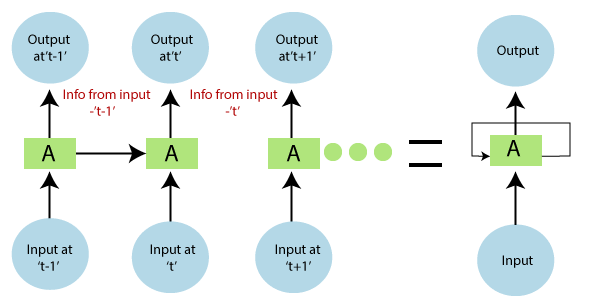 Output
at't-1'
Output
at't'
Output
at't+1'
Output
Info from input
-'t-1'
Info from input
-'t'
A
A
A
A
Input at
't-1'
Input at
't'
Input at
't+1'
Input